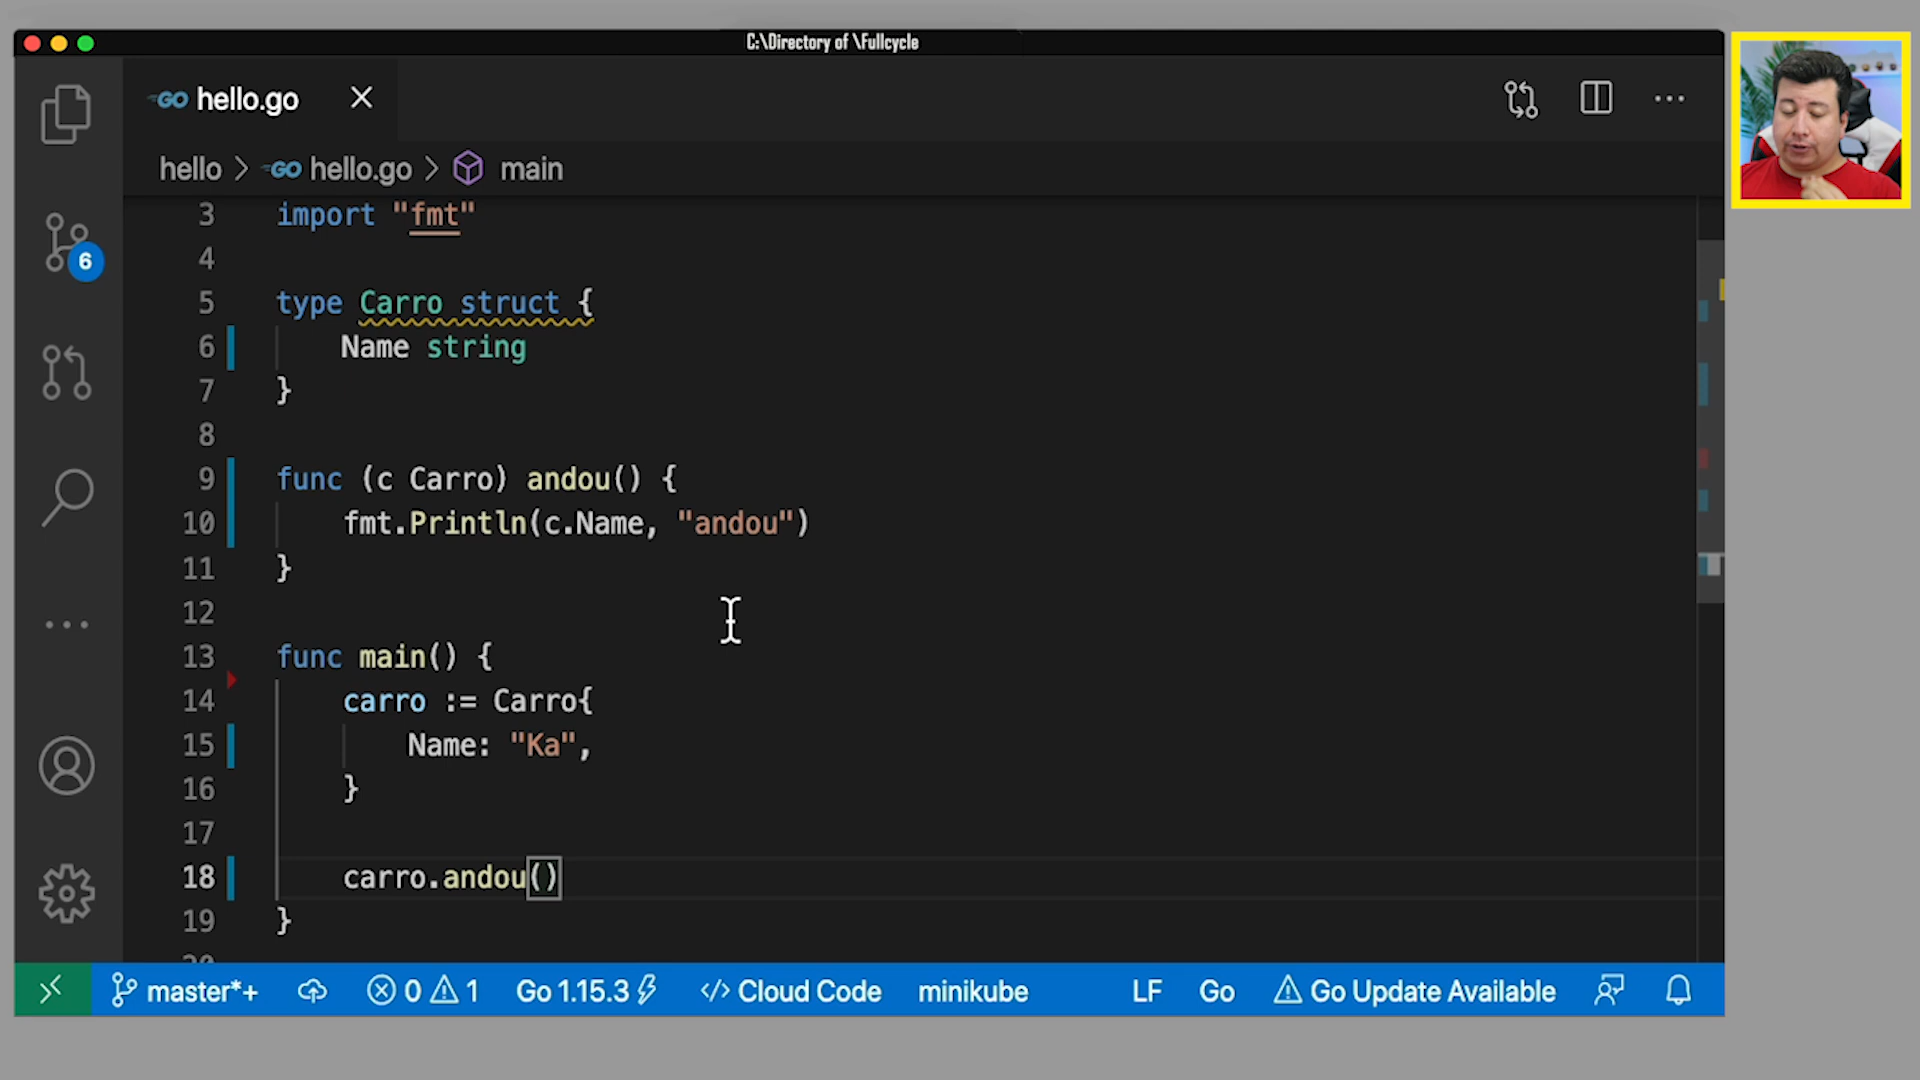 C:\Directory of \Fullcycle
GO hello.go
hello > GO hello.go > main
3 import "fmt"
4
5 type Carro struct {
6 Name string
7 }
8
9 func (c Carro) andou() {
10 fmt.Println(c.Name, "andou")
11 }
12
13 func main() {
14 carro := Carro{
15 Name: "Ka",
16 }
17
18 carro.andou()
19 }
6
master*+ 0 1 Go 1.15.3 </> Cloud Code minikube LF Go Go Update Available